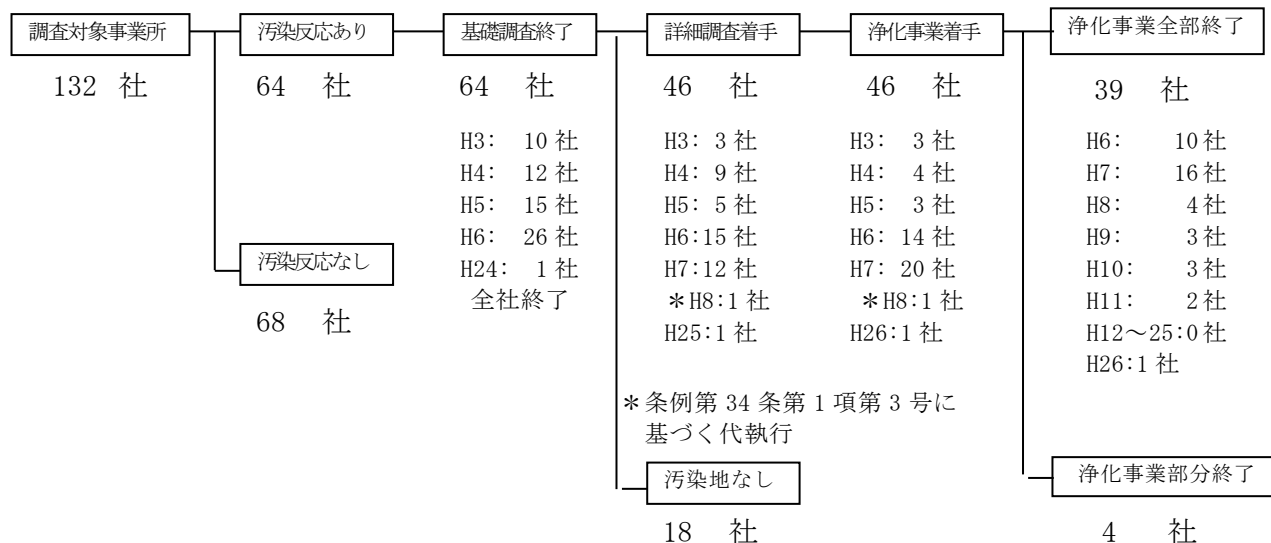 調査対象事業所
132 社
汚染反応あり
64 社
汚染反応なし
68 社
基礎調査終了
64 社
H3: 10 社
H4: 12 社
H5: 15 社
H6: 26 社
H24: 1 社
全社終了
詳細調査着手
46 社
H3: 3 社
H4: 9 社
H5: 5 社
H6:15 社
H7:12 社
＊H8:1 社
H25:1 社
浄化事業着手
46 社
H3: 3 社
H4: 4 社
H5: 3 社
H6: 14 社
H7: 20 社
＊H8:1 社
H26:1 社
＊条例第 34 条第 1 項第 3 号に
基づく代執行
汚染地なし
18 社
浄化事業全部終了
39 社
H6: 10 社
H7: 16 社
H8: 4 社
H9: 3 社
H10: 3 社
H11: 2 社
H12～25:0 社
H26:1 社
浄化事業部分終了
4 社